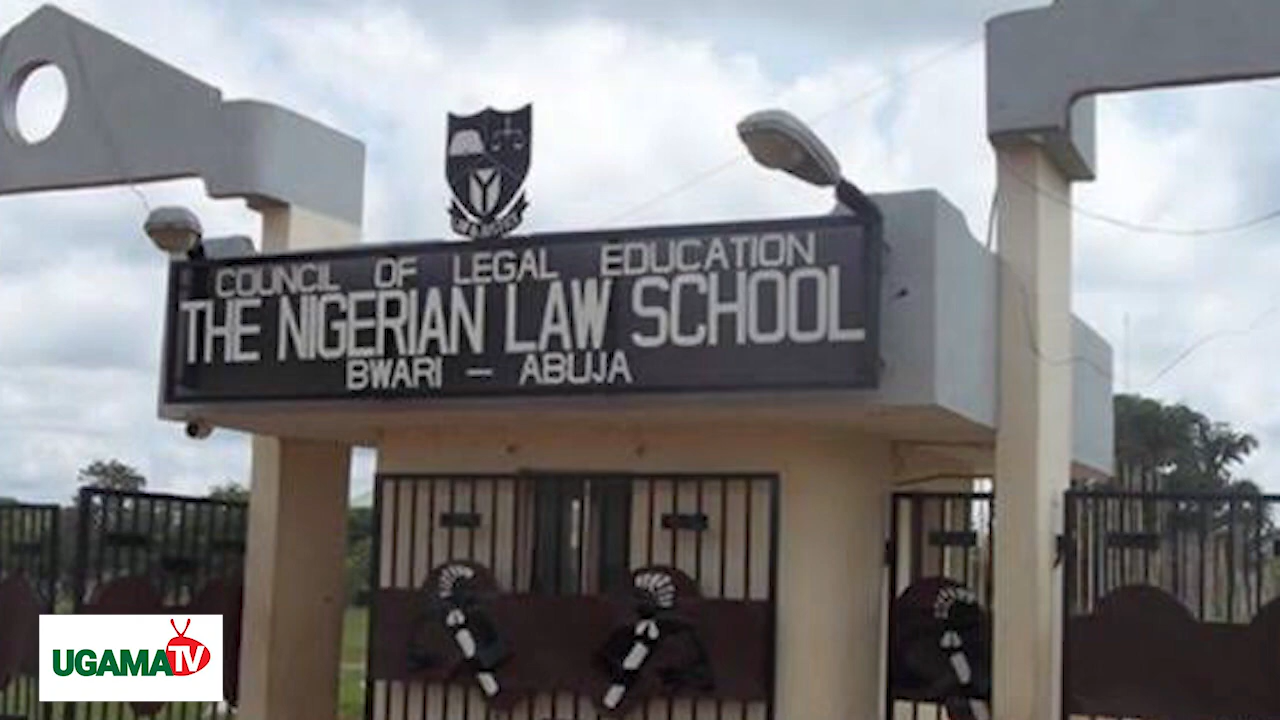 COUNCIL OF LEGAL EDUCATION
THE NIGERIAN LAW SCHOOL
BWARI - ABUJA
UGAMATV